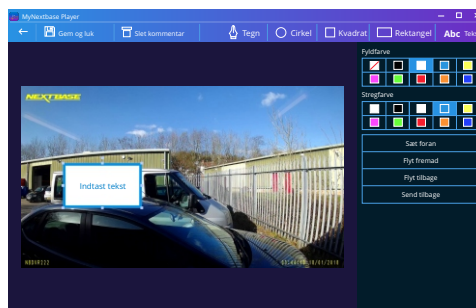 MyNextbase Player
Gem og luk
Slet kommentar
Tegn
Cirkel
Kvadrat
Rektangel
Abc
Fyldfarve
Stregfarve
Sæt foran
Flyt fremad
Flyt tilbage
Send tilbage
NEXTBASE
Indtast tekst